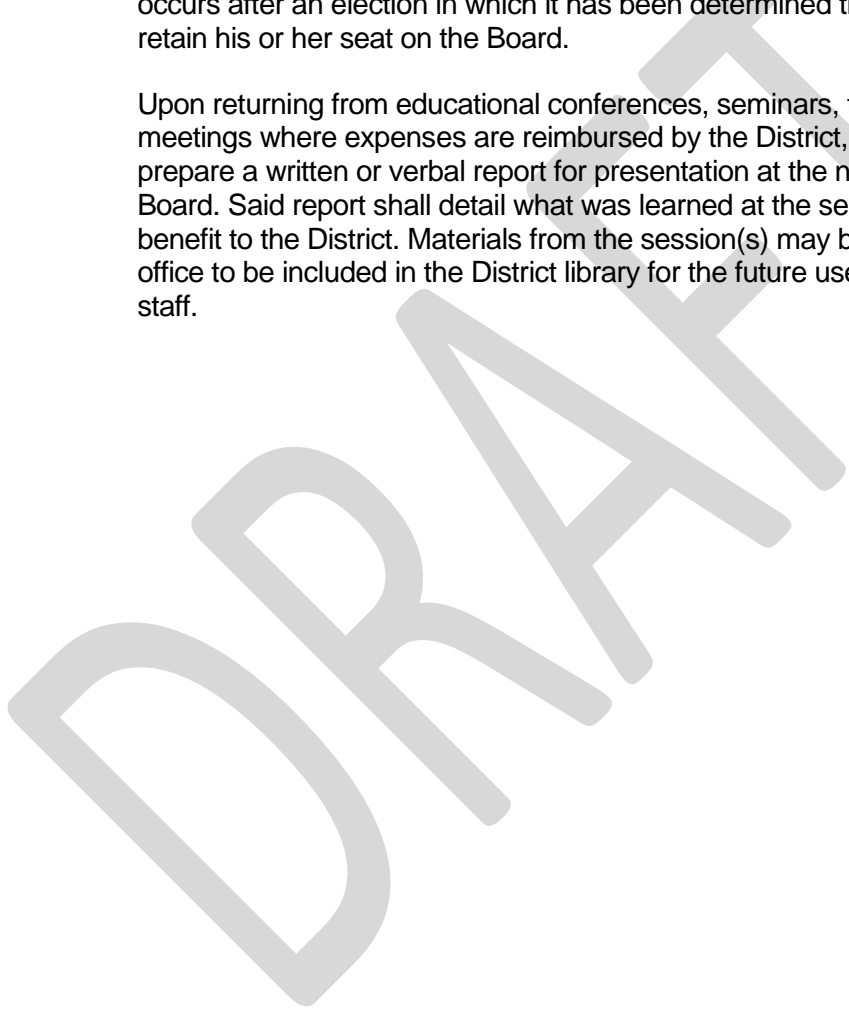 occurs after an election in which it has been determined
retain his or her seat on the Board.
Upon returning from educational conferences, seminars,
meetings where expenses are reimbursed by the District,
prepare a written or verbal report for presentation at the
Board. Said report shall detail what was learned at the
benefit to the District. Materials from the session(s) may
office to be included in the District library for the future
staff.
DRAFT